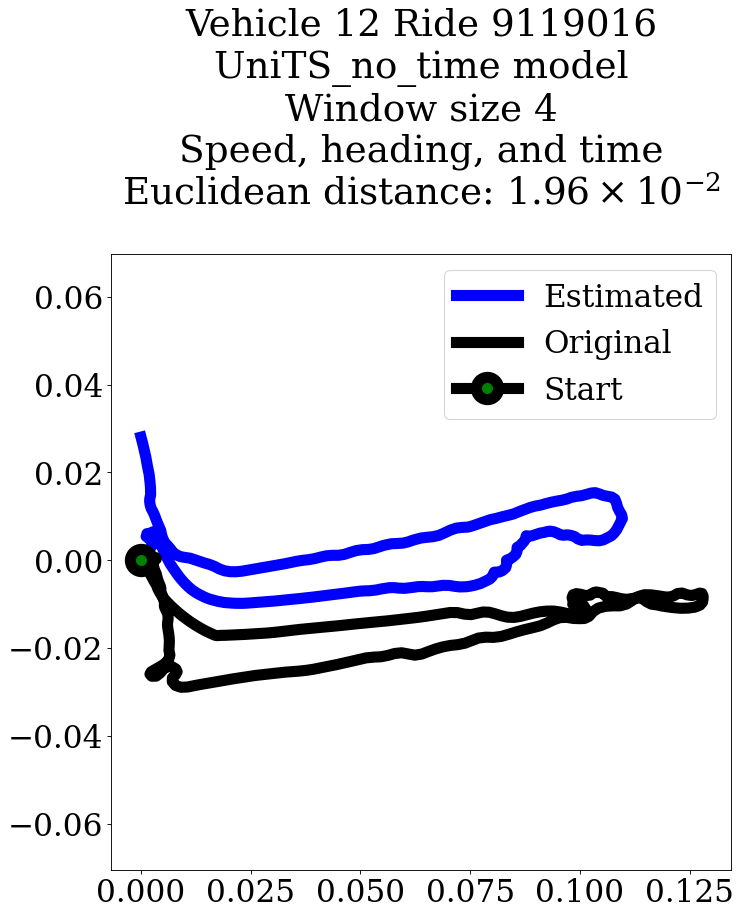 Vehicle 12 Ride 9119016
UniTS_no_time model
Window size 4
Speed, heading, and time
Euclidean distance: $1.96 \times 10^{-2}$
Estimated
Original
Start
0.06
0.04
0.02
0.00
−0.02
−0.04
−0.06
0.000 0.025 0.050 0.075 0.100 0.125